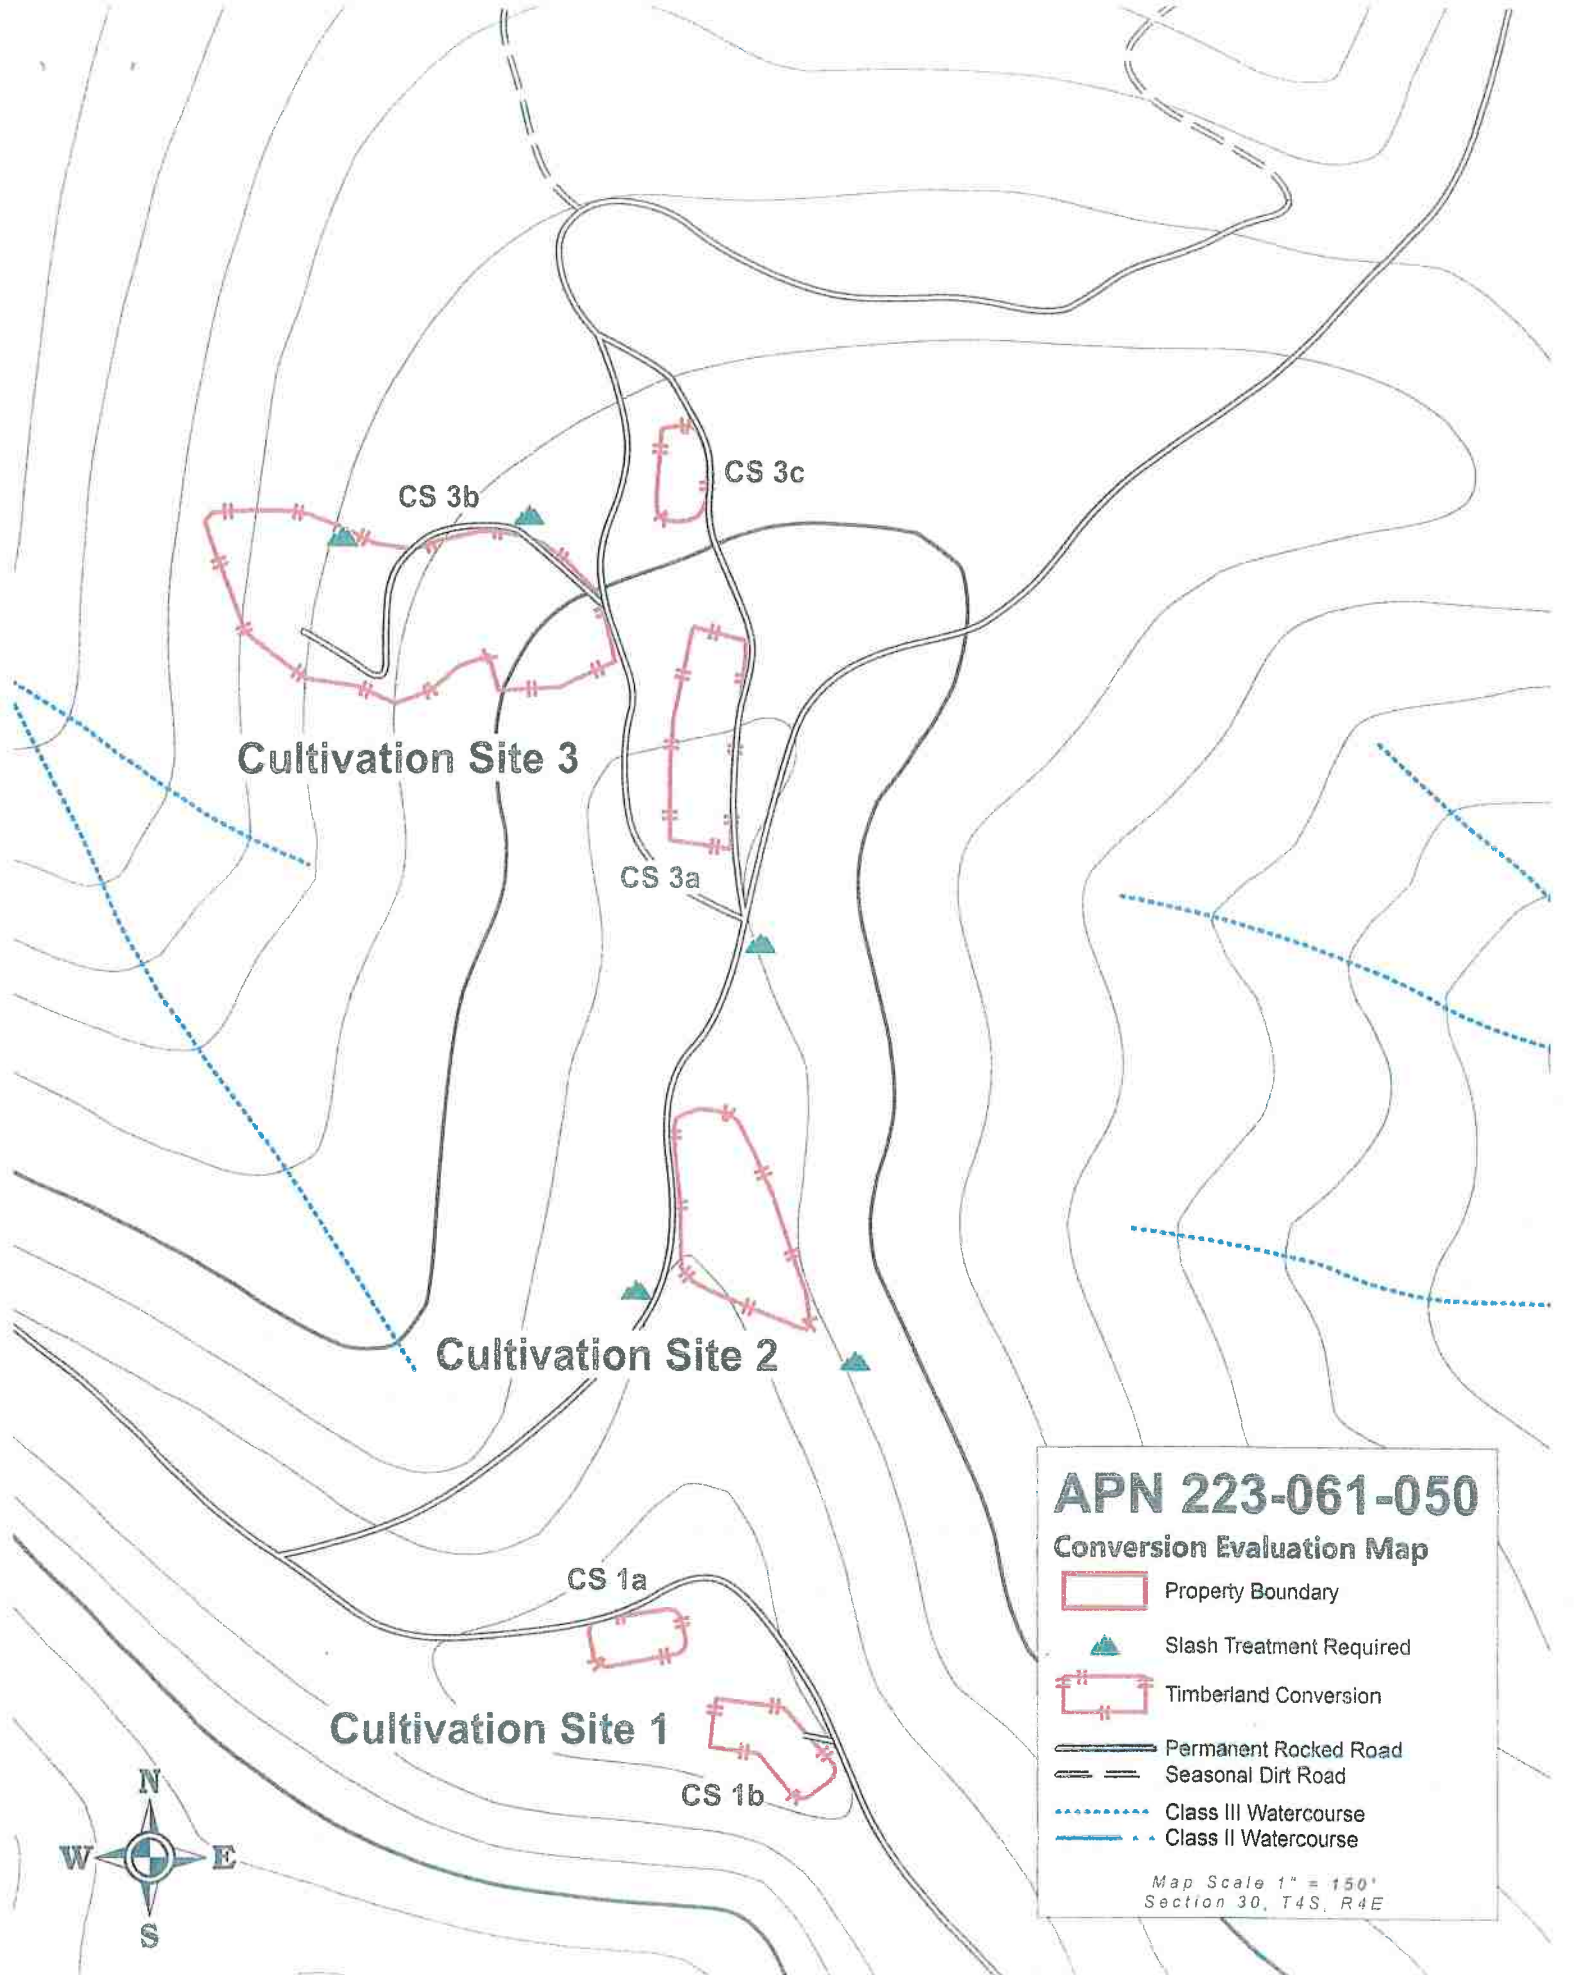 CS 3c
CS 3b
Cultivation Site 3
CS 3a
Cultivation Site 2
CS 1a
Cultivation Site 1
CS 1b
N
W E
S
APN 223-061-050
Conversion Evaluation Map
Property Boundary
Slash Treatment Required
Timberland Conversion
Permanent Rocked Road
Seasonal Dirt Road
Class III Watercourse
Class II Watercourse
Map Scale 1" = 150'
Section 30, T4S, R4E